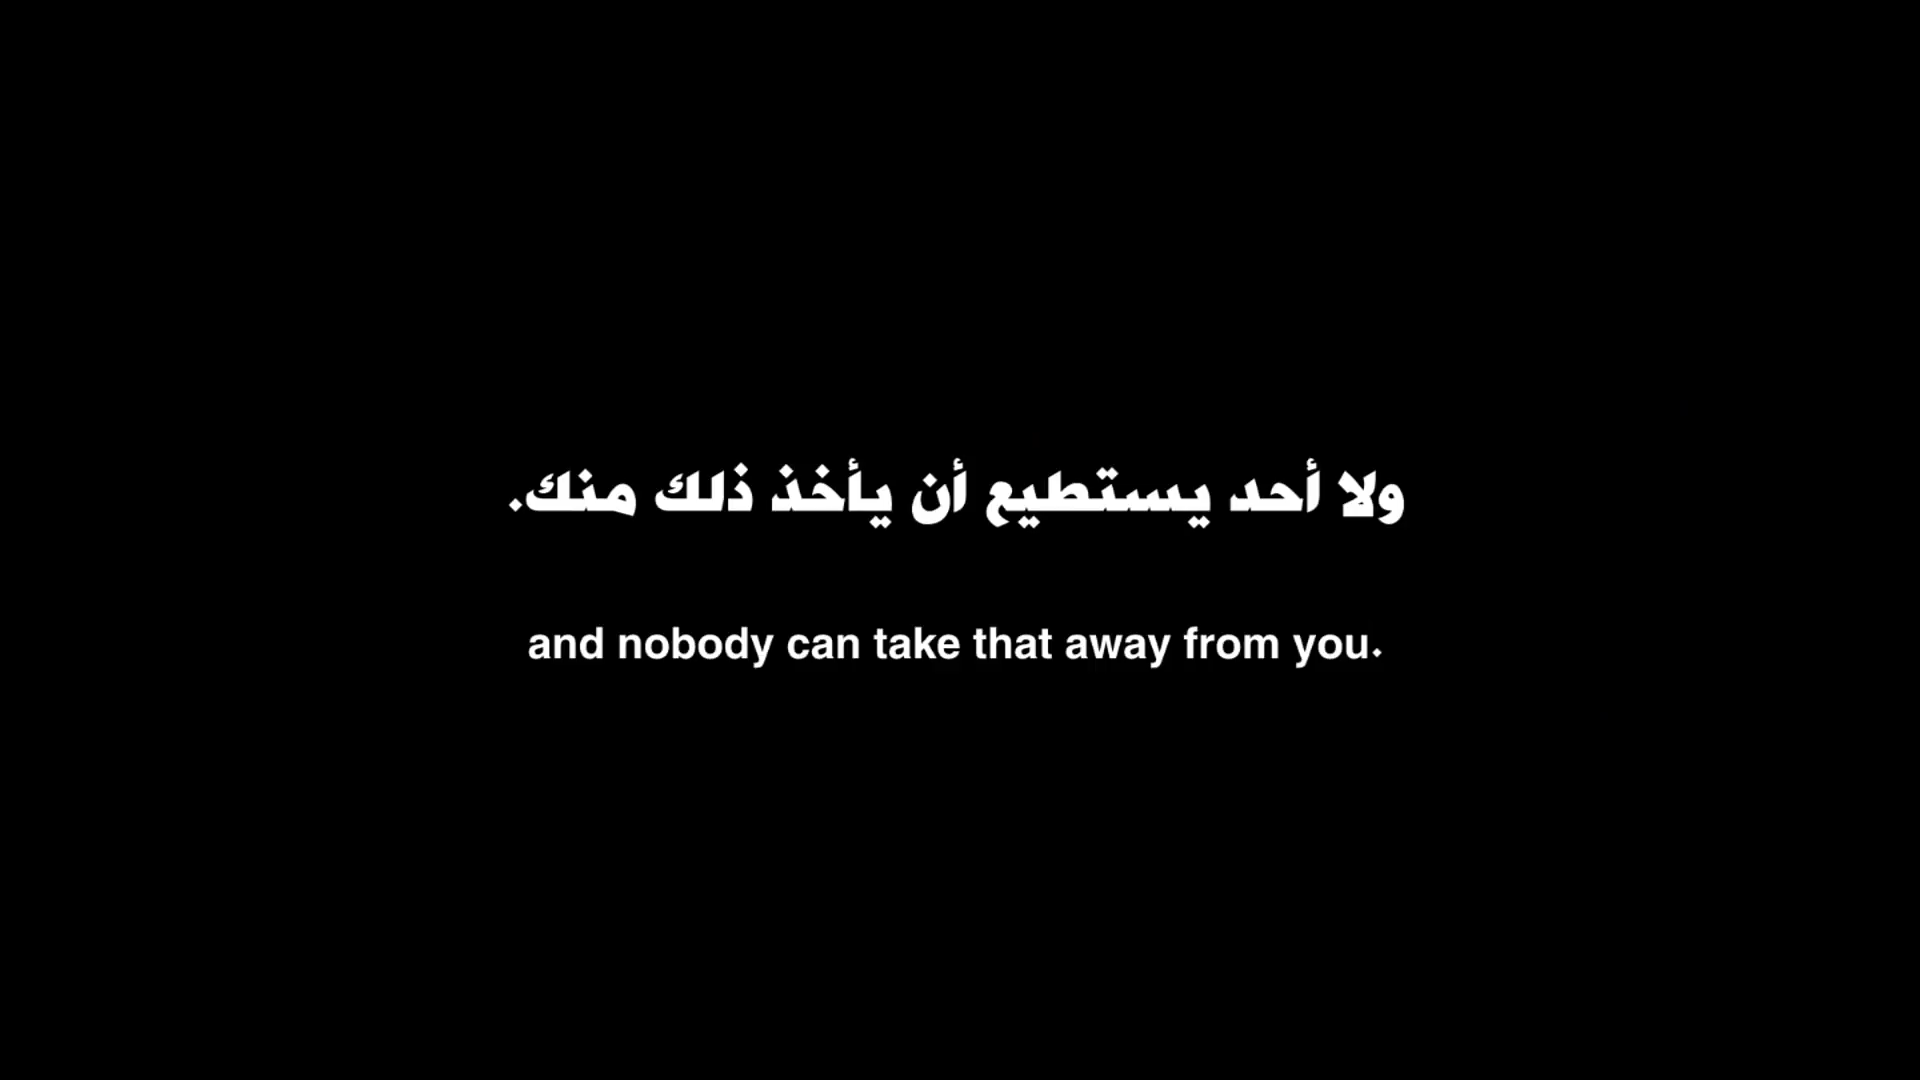 ولا أحد يستطيع أن يأخذ ذلك منك.
and nobody can take that away from you.